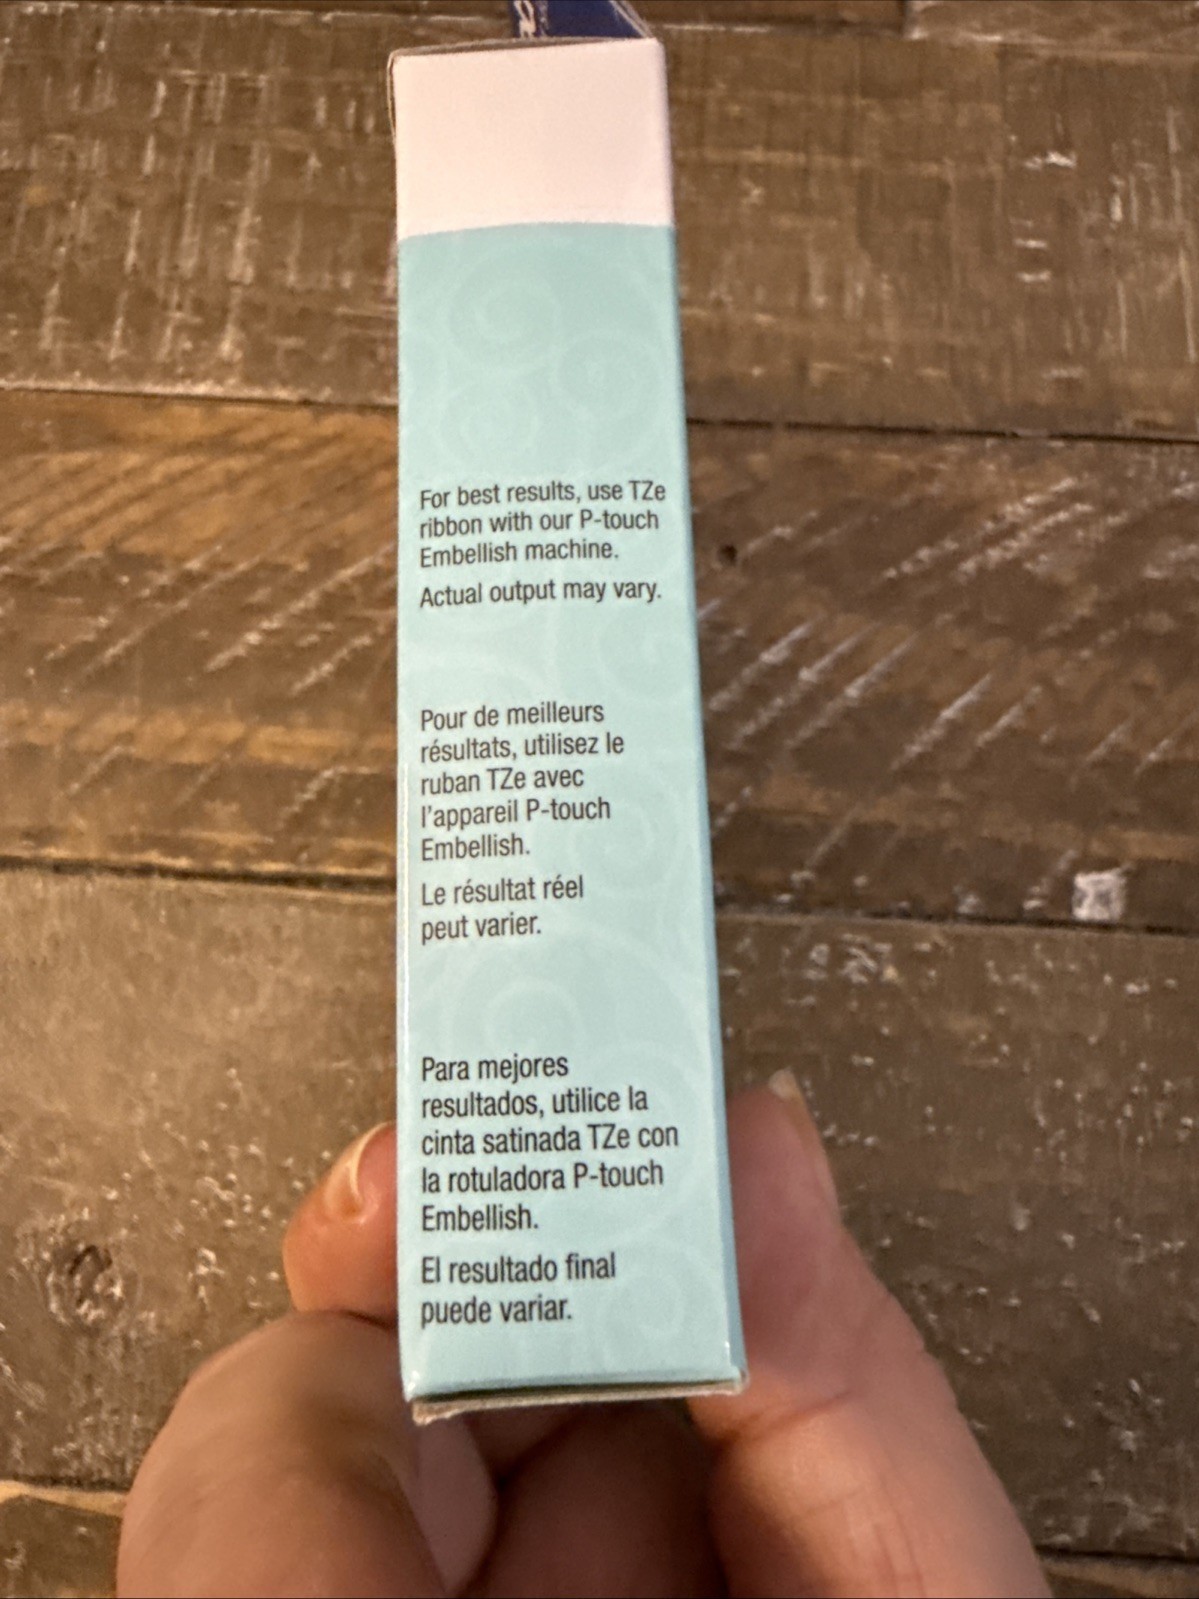 For best results, use TZe
ribbon with our P-touch
Embellish machine.
Actual output may vary.
Pour de meilleurs
résultats, utilisez le
ruban TZe avec
l'appareil P-touch
Embellish.
Le résultat réel
peut varier.
Para mejores
resultados, utilice la
cinta satinada TZe con
la rotuladora P-touch
Embellish.
El resultado final
puede variar.